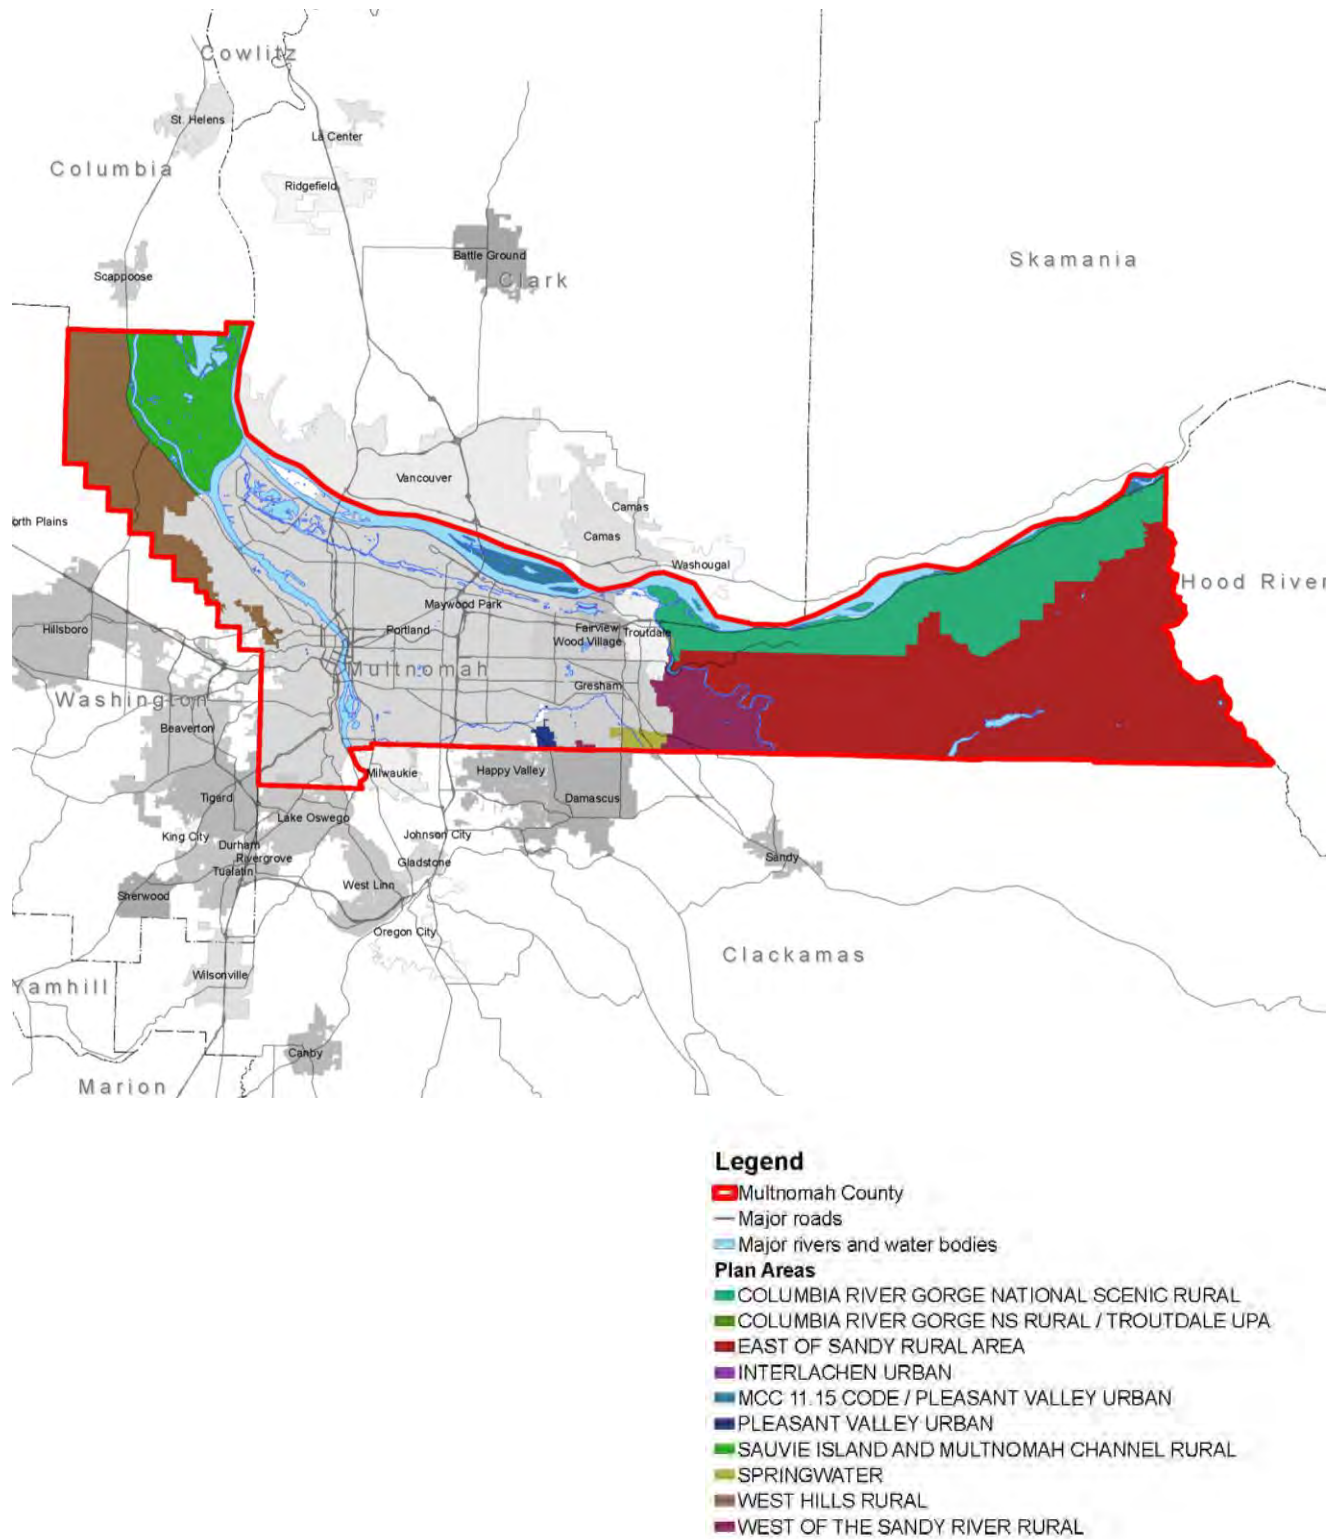 Cowlitz
St. Helens
La Center
Columbia
Ridgefield
Battle Ground
Skamania
Scappoose
Clark
Vancouver
Camas
orth Plains
Camas
Washougal
Hood River
Maywood Park
Hillsboro
Portland
Fairview
Troutdale
Wood Village
Multnomah
Gresham
Washington
Beaverton
Milwaukie
Happy Valley
Tigard
Damascus
Lake Oswego
King City
Johnson City
Durham
Rivergrove
Gladstone
Sandy
Tualatin
West Linn
Sherwood
Oregon City
Clackamas
Wilsonville
Yamhill
Canby
Marion
Legend
Multnomah County
Major roads
Major rivers and water bodies
Plan Areas
COLUMBIA RIVER GORGE NATIONAL SCENIC RURAL
COLUMBIA RIVER GORGE NS RURAL / TROUTDALE UPA
EAST OF SANDY RURAL AREA
INTERLACHEN URBAN
MCC 11.15 CODE / PLEASANT VALLEY URBAN
PLEASANT VALLEY URBAN
SAUVIE ISLAND AND MULTNOMAH CHANNEL RURAL
SPRINGWATER
WEST HILLS RURAL
WEST OF THE SANDY RIVER RURAL